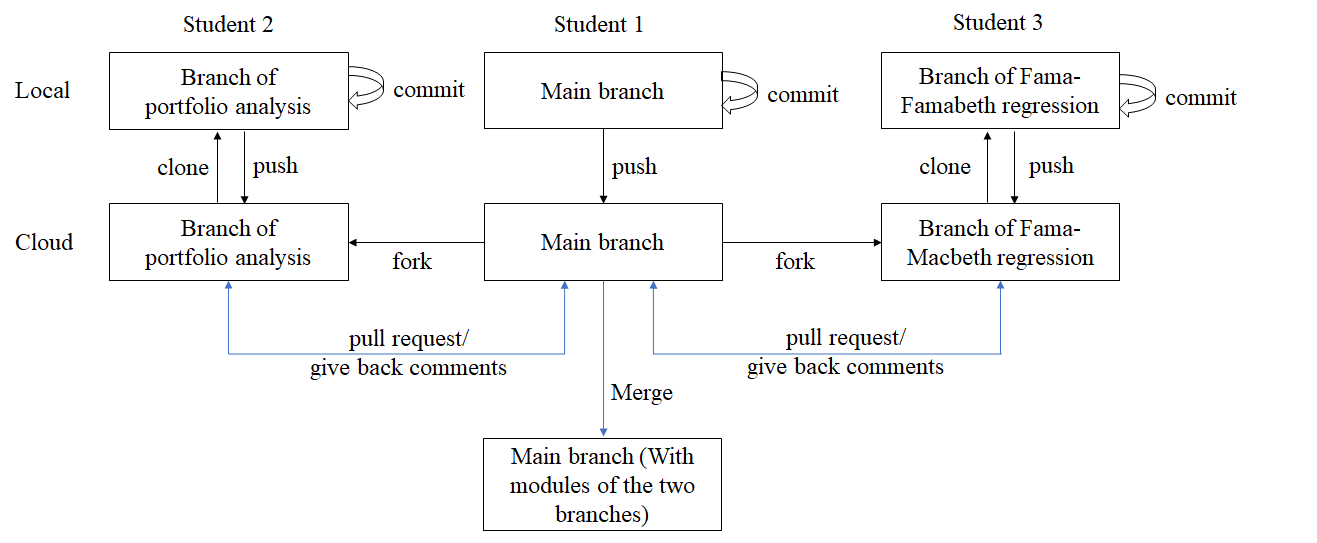 Student 2
Student 1
Student 3
Local
Branch of
portfolio analysis
commit
Main branch
commit
Branch of Fama-
Famabeth regression
commit
clone
push
push
clone
push
Cloud
Branch of
portfolio analysis
fork
Main branch
fork
Branch of Fama-
Macbeth regression
pull request/
give back comments
pull request/
give back comments
Merge
Main branch (With
modules of the two
branches)